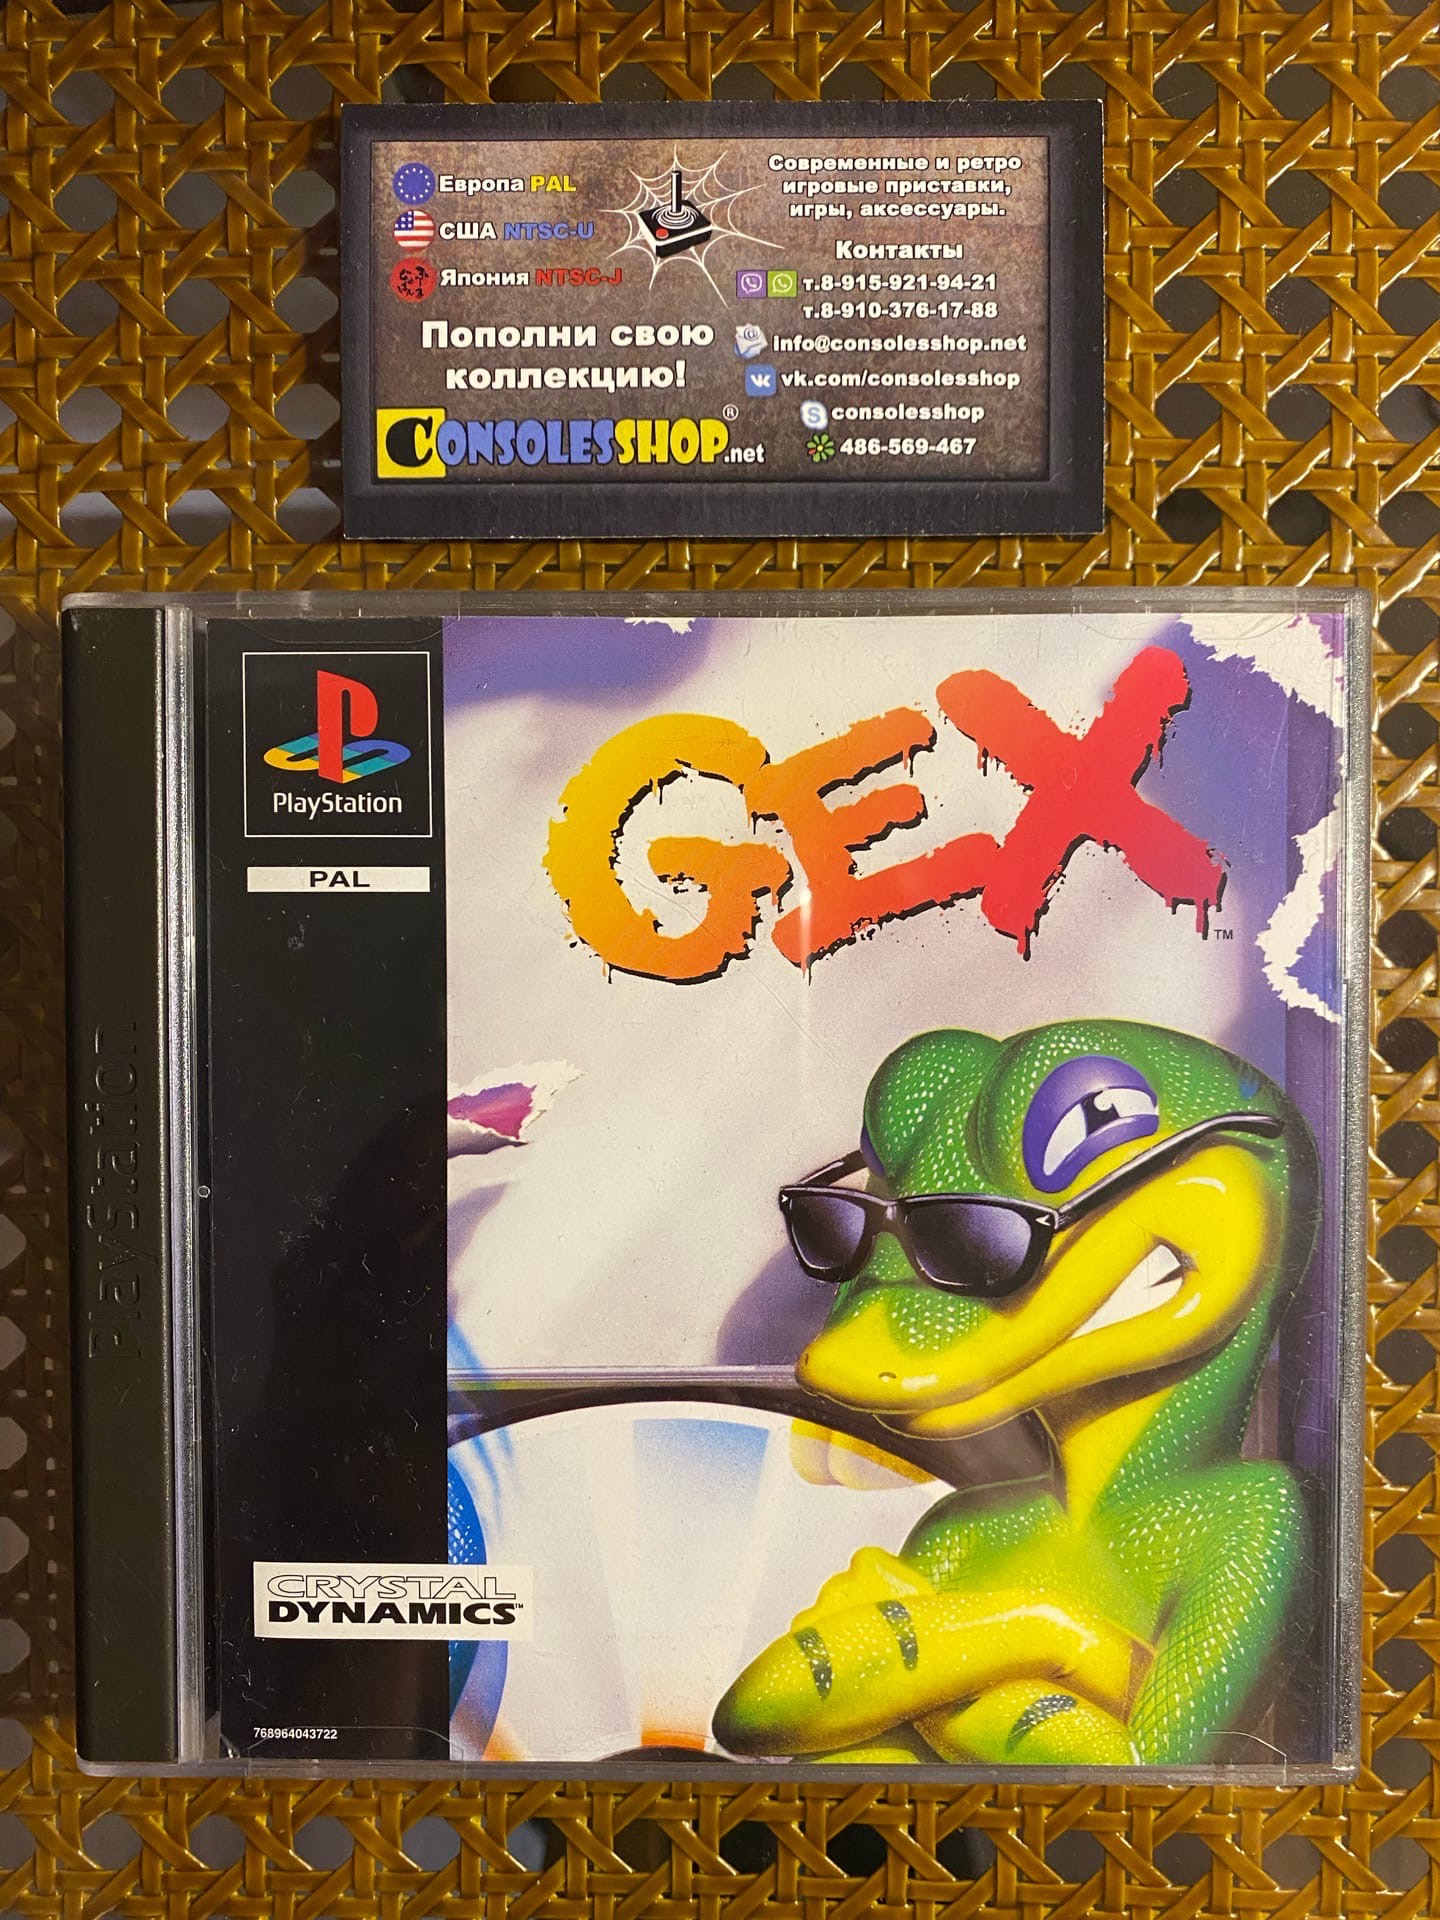 Европа PAL
США NTSC-U
Япония NTSC-J
Пополни свою
коллекцию!
CONSOLESSHOP.net
®
Современные и ретро
игровые приставки,
игры, аксессуары.
Контакты
т.8-915-921-94-21
т.8-910-376-17-88
info@consolesshop.net
vk.com/consolesshop
consolesshop
486-569-467
PlayStation
PlayStation
PAL
GEX
™
CRYSTAL
DYNAMICS™
768964043722